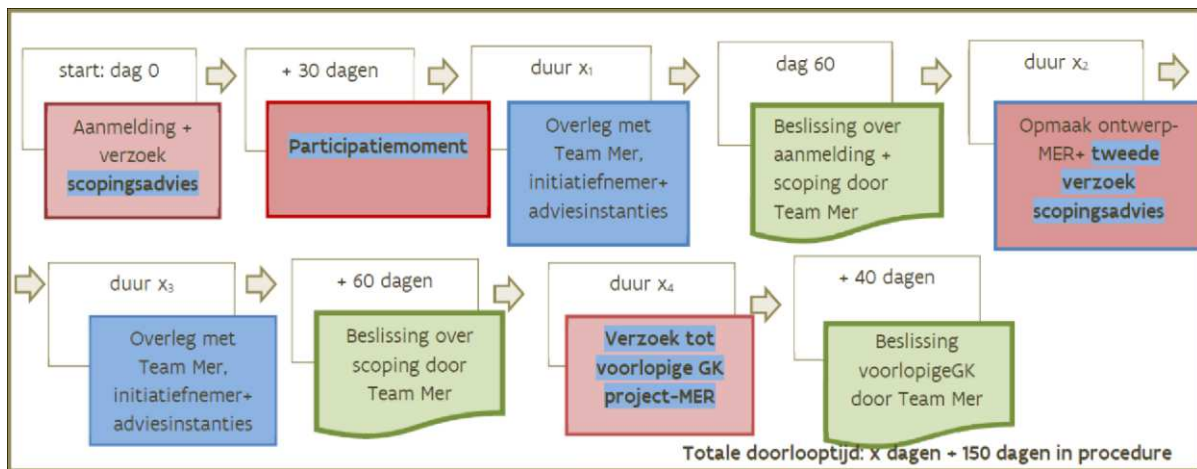 start: dag 0
Aanmelding +
verzoek
scopingsadvies
+ 30 dagen
Participatiemoment
duur x₁
Overleg met
Team Mer,
initiatiefnemer+
adviesinstanties
dag 60
Beslissing over
aanmelding +
scoping door
Team Mer
duur x₂
Opmaak ontwerp-
MER+ tweede
verzoek
scopingsadvies
duur x₃
Overleg met
Team Mer,
initiatiefnemer+
adviesinstanties
+ 60 dagen
Beslissing over
scoping door
Team Mer
duur x₄
Verzoek tot
voorlopige GK
project-MER
+ 40 dagen
Beslissing
voorlopigeGK
door Team Mer
Totale doorlooptijd: x dagen + 150 dagen in procedure